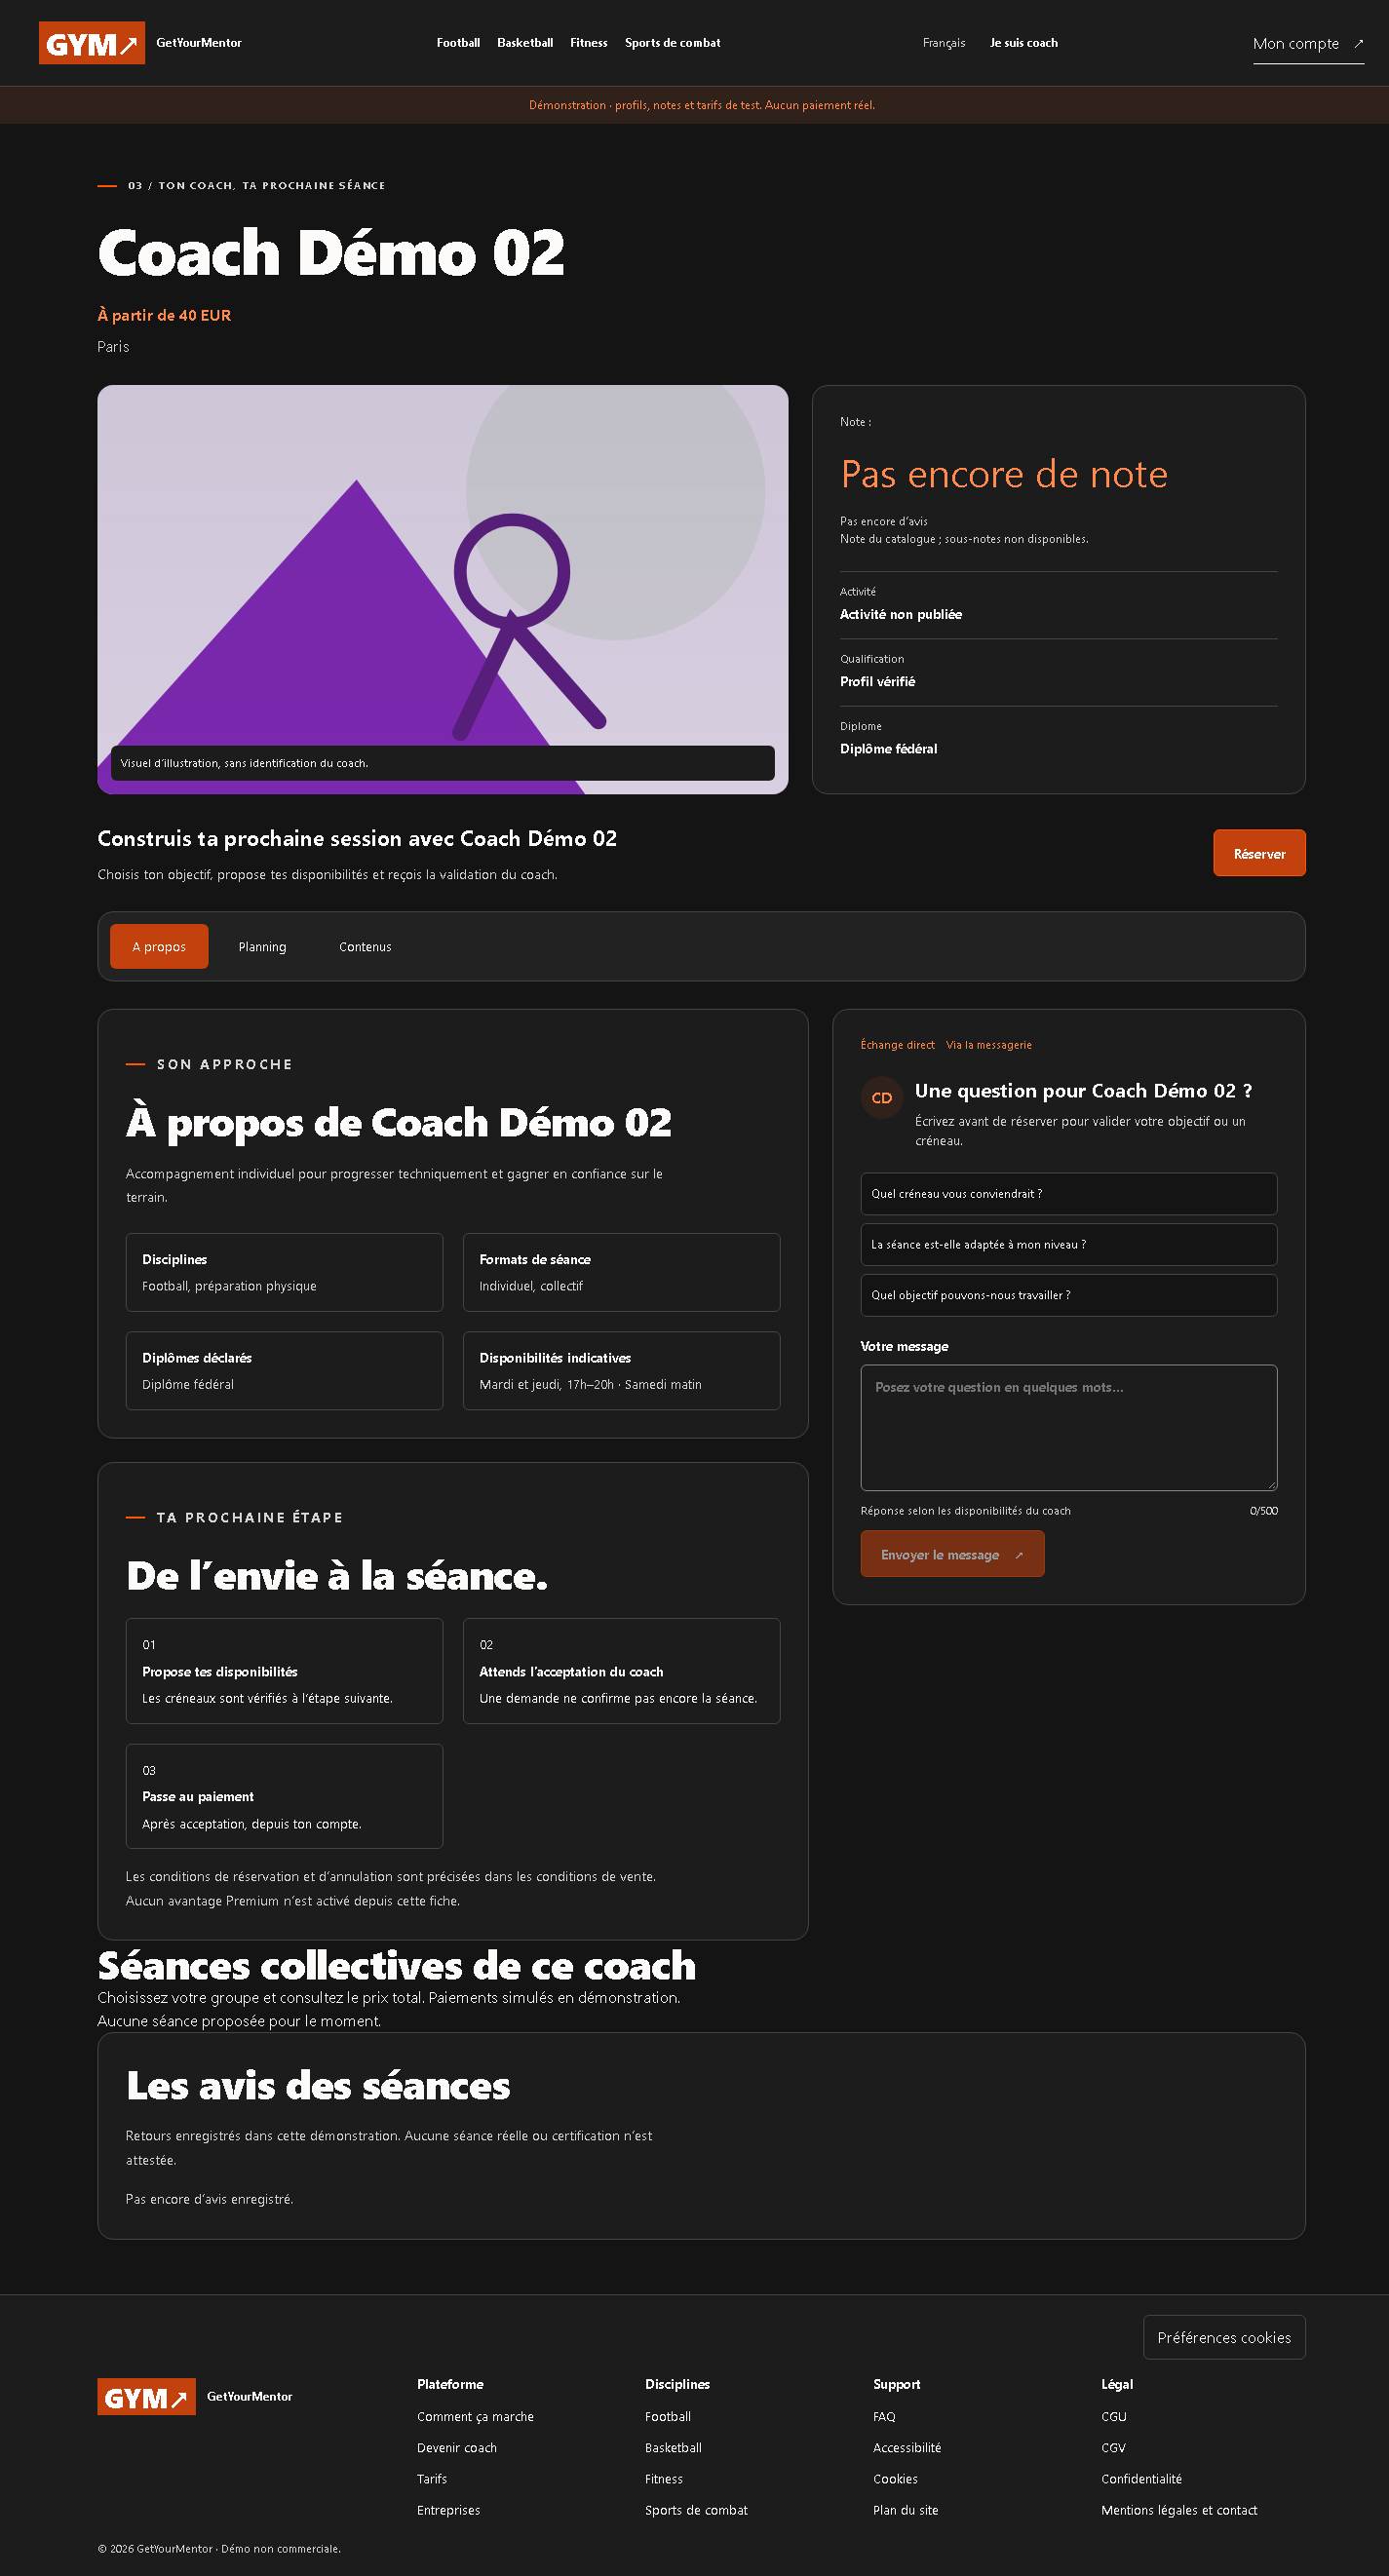 GYM↗ GetYourMentor
Football Basketball Fitness Sports de combat
Français Je suis coach
Mon compte ↗
Démonstration · profils, notes et tarifs de test. Aucun paiement réel.
03 / TON COACH, TA PROCHAINE SÉANCE
Coach Démo 02
À partir de 40 EUR
Paris
Visuel d’illustration, sans identification du coach.
Note :
Pas encore de note
Pas encore d’avis
Note du catalogue ; sous-notes non disponibles.
Activité
Activité non publiée
Qualification
Profil vérifié
Diplome
Diplôme fédéral
Construis ta prochaine session avec Coach Démo 02
Choisis ton objectif, propose tes disponibilités et reçois la validation du coach.
Réserver
A propos Planning Contenus
SON APPROCHE
À propos de Coach Démo 02
Accompagnement individuel pour progresser techniquement et gagner en confiance sur le
terrain.
Disciplines
Football, préparation physique
Formats de séance
Individuel, collectif
Diplômes déclarés
Diplôme fédéral
Disponibilités indicatives
Mardi et jeudi, 17h–20h · Samedi matin
TA PROCHAINE ÉTAPE
De l’envie à la séance.
01
Propose tes disponibilités
Les créneaux sont vérifiés à l’étape suivante.
02
Attends l’acceptation du coach
Une demande ne confirme pas encore la séance.
03
Passe au paiement
Après acceptation, depuis ton compte.
Les conditions de réservation et d’annulation sont précisées dans les conditions de vente.
Aucun avantage Premium n’est activé depuis cette fiche.
Échange direct Via la messagerie
CD
Une question pour Coach Démo 02 ?
Écrivez avant de réserver pour valider votre objectif ou un
créneau.
Quel créneau vous conviendrait ?
La séance est-elle adaptée à mon niveau ?
Quel objectif pouvons-nous travailler ?
Votre message
Posez votre question en quelques mots…
Réponse selon les disponibilités du coach 0/500
Envoyer le message ↗
Séances collectives de ce coach
Choisissez votre groupe et consultez le prix total. Paiements simulés en démonstration.
Aucune séance proposée pour le moment.
Les avis des séances
Retours enregistrés dans cette démonstration. Aucune séance réelle ou certification n’est
attestée.
Pas encore d’avis enregistré.
Préférences cookies
GYM↗ GetYourMentor
Plateforme
Comment ça marche
Devenir coach
Tarifs
Entreprises
Disciplines
Football
Basketball
Fitness
Sports de combat
Support
FAQ
Accessibilité
Cookies
Plan du site
Légal
CGU
CGV
Confidentialité
Mentions légales et contact
© 2026 GetYourMentor · Démo non commerciale.